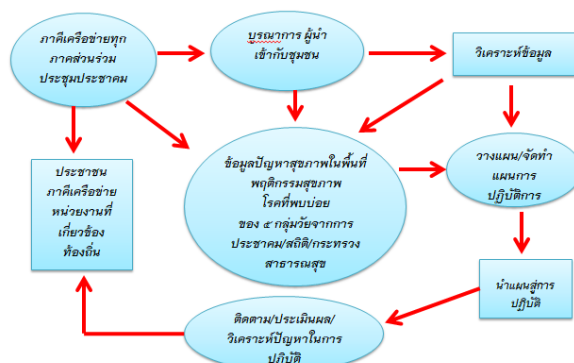 ภาคีเครือข่ายทุก
ภาคส่วนร่วม
ประชุมประชาคม
บูรณาการ ผู้นำ
เข้ากับชุมชน
วิเคราะห์ข้อมูล
ประชาชน
ภาคีเครือข่าย
หน่วยงานที่
เกี่ยวข้อง
ท้องถิ่น
ข้อมูลปัญหาสุขภาพในพื้นที่
พฤติกรรมสุขภาพ
โรคที่พบบ่อย
ของ ๕ กลุ่มวัยจากการ
ประชาคม/สถิติ/กระทรวง
สาธารณสุข
วางแผน/จัดทำ
แผนการ
ปฏิบัติการ
นำแผนสู่การ
ปฏิบัติ
ติดตาม/ประเมินผล/
วิเคราะห์ปัญหาในการ
ปฏิบัติ